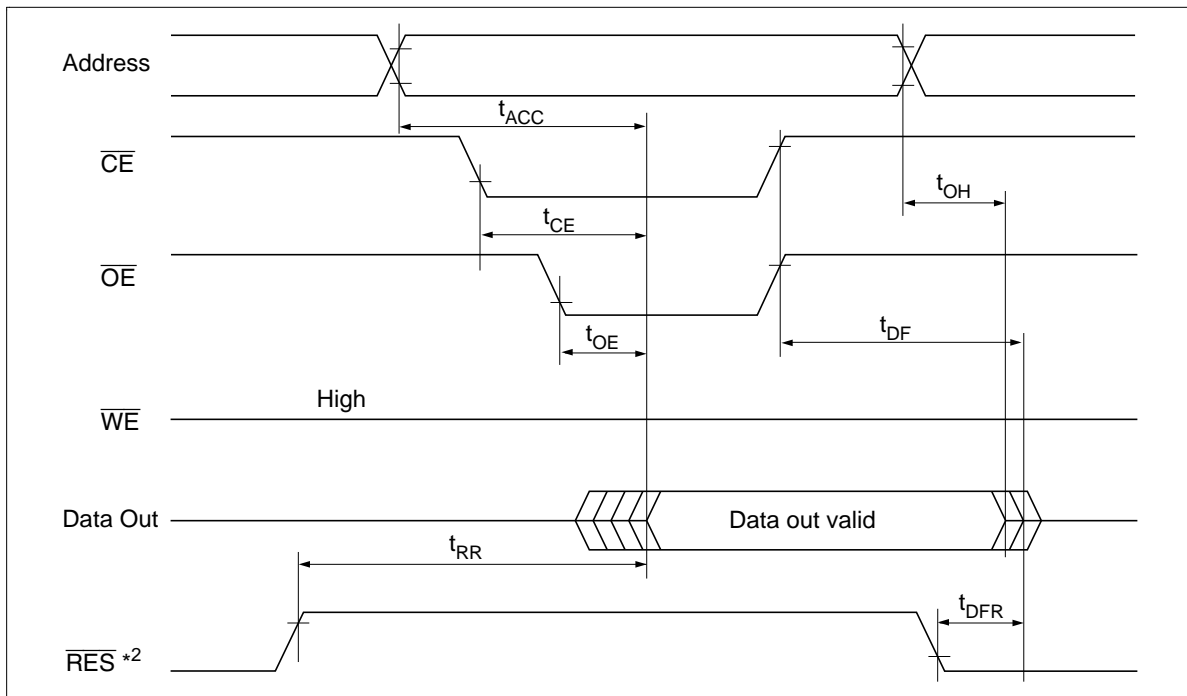 Address
tACC
CE
tOH
tCE
OE
tDF
tOE
High
WE
Data Out
Data out valid
tRR
tDFR
RES *2